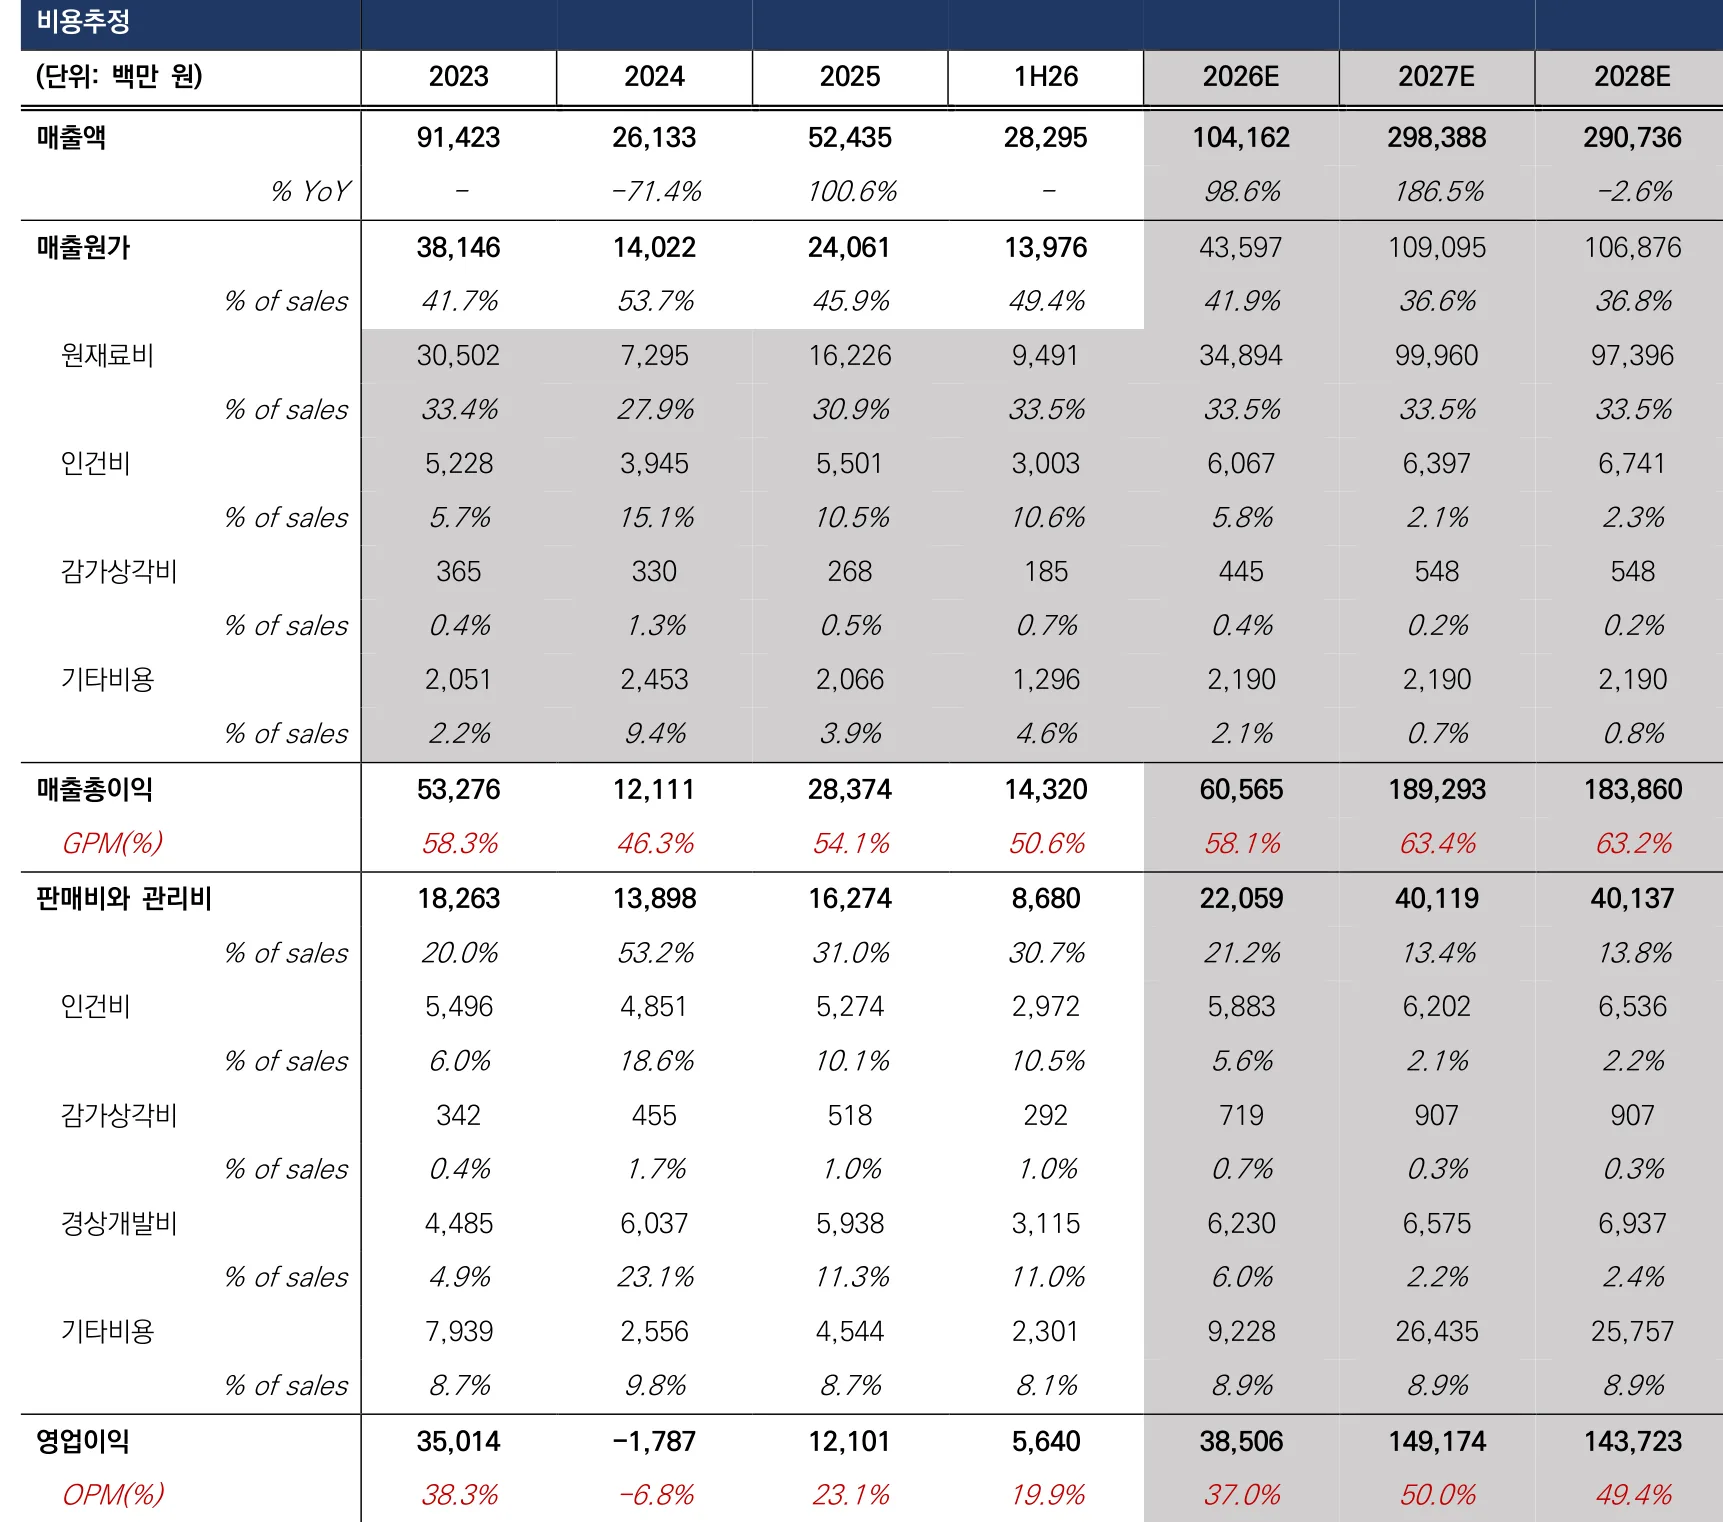 비용추정
(단위: 백만 원) 2023 2024 2025 1H26 2026E 2027E 2028E
매출액 91,423 26,133 52,435 28,295 104,162 298,388 290,736
% YoY - -71.4% 100.6% - 98.6% 186.5% -2.6%
매출원가 38,146 14,022 24,061 13,976 43,597 109,095 106,876
% of sales 41.7% 53.7% 45.9% 49.4% 41.9% 36.6% 36.8%
원재료비 30,502 7,295 16,226 9,491 34,894 99,960 97,396
% of sales 33.4% 27.9% 30.9% 33.5% 33.5% 33.5% 33.5%
인건비 5,228 3,945 5,501 3,003 6,067 6,397 6,741
% of sales 5.7% 15.1% 10.5% 10.6% 5.8% 2.1% 2.3%
감가상각비 365 330 268 185 445 548 548
% of sales 0.4% 1.3% 0.5% 0.7% 0.4% 0.2% 0.2%
기타비용 2,051 2,453 2,066 1,296 2,190 2,190 2,190
% of sales 2.2% 9.4% 3.9% 4.6% 2.1% 0.7% 0.8%
매출총이익 53,276 12,111 28,374 14,320 60,565 189,293 183,860
GPM(%) 58.3% 46.3% 54.1% 50.6% 58.1% 63.4% 63.2%
판매비와 관리비 18,263 13,898 16,274 8,680 22,059 40,119 40,137
% of sales 20.0% 53.2% 31.0% 30.7% 21.2% 13.4% 13.8%
인건비 5,496 4,851 5,274 2,972 5,883 6,202 6,536
% of sales 6.0% 18.6% 10.1% 10.5% 5.6% 2.1% 2.2%
감가상각비 342 455 518 292 719 907 907
% of sales 0.4% 1.7% 1.0% 1.0% 0.7% 0.3% 0.3%
경상개발비 4,485 6,037 5,938 3,115 6,230 6,575 6,937
% of sales 4.9% 23.1% 11.3% 11.0% 6.0% 2.2% 2.4%
기타비용 7,939 2,556 4,544 2,301 9,228 26,435 25,757
% of sales 8.7% 9.8% 8.7% 8.1% 8.9% 8.9% 8.9%
영업이익 35,014 -1,787 12,101 5,640 38,506 149,174 143,723
OPM(%) 38.3% -6.8% 23.1% 19.9% 37.0% 50.0% 49.4%